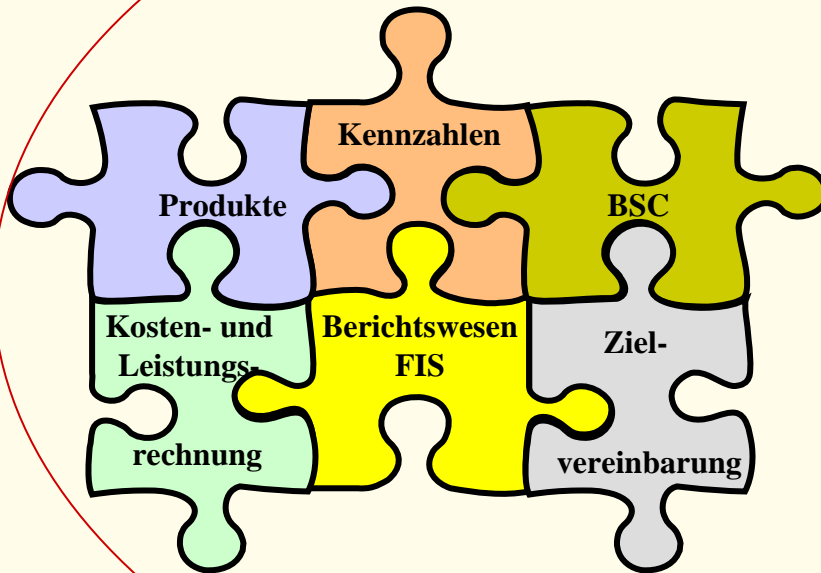 Kennzahlen
Produkte
BSC
Kosten- und
Leistungs-
rechnung
Berichtswesen
FIS
Ziel-
vereinbarung